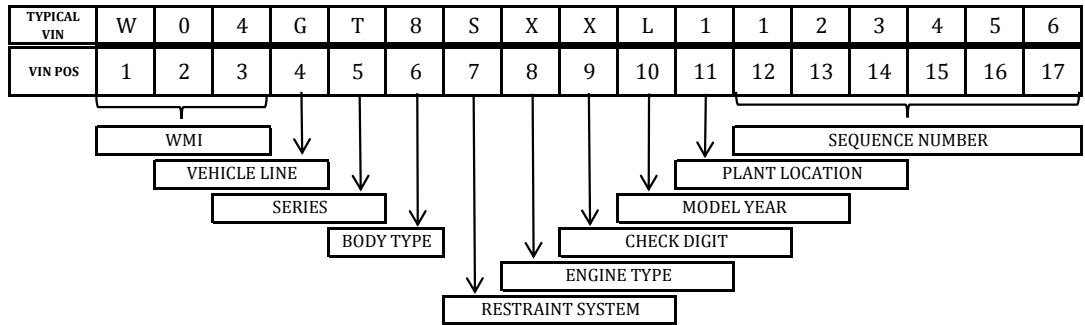 TYPICAL VIN W 0 4 G T 8 S X X L 1 1 2 3 4 5 6
VIN POS 1 2 3 4 5 6 7 8 9 10 11 12 13 14 15 16 17
WMI SEQUENCE NUMBER
VEHICLE LINE PLANT LOCATION
SERIES MODEL YEAR
BODY TYPE CHECK DIGIT
ENGINE TYPE
RESTRAINT SYSTEM